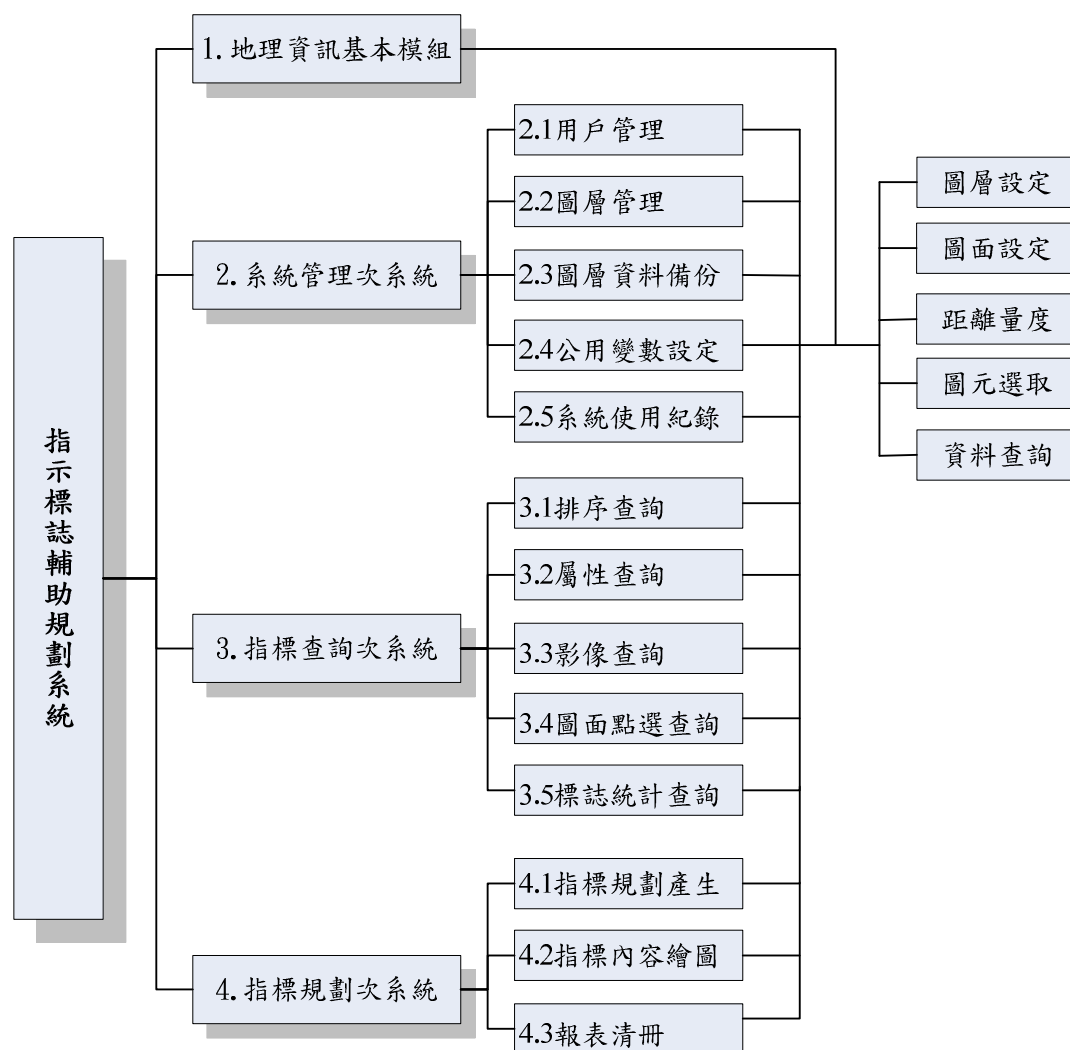 指示標誌輔助規劃系統
1.地理資訊基本模組
2.系統管理次系統
2.1用戶管理
2.2圖層管理
2.3圖層資料備份
2.4公用變數設定
2.5系統使用紀錄
3.指標查詢次系統
3.1排序查詢
3.2屬性查詢
3.3影像查詢
3.4圖面點選查詢
3.5標誌統計查詢
4.指標規劃次系統
4.1指標規劃產生
4.2指標內容繪圖
4.3報表清冊
圖層設定
圖面設定
距離量度
圖元選取
資料查詢